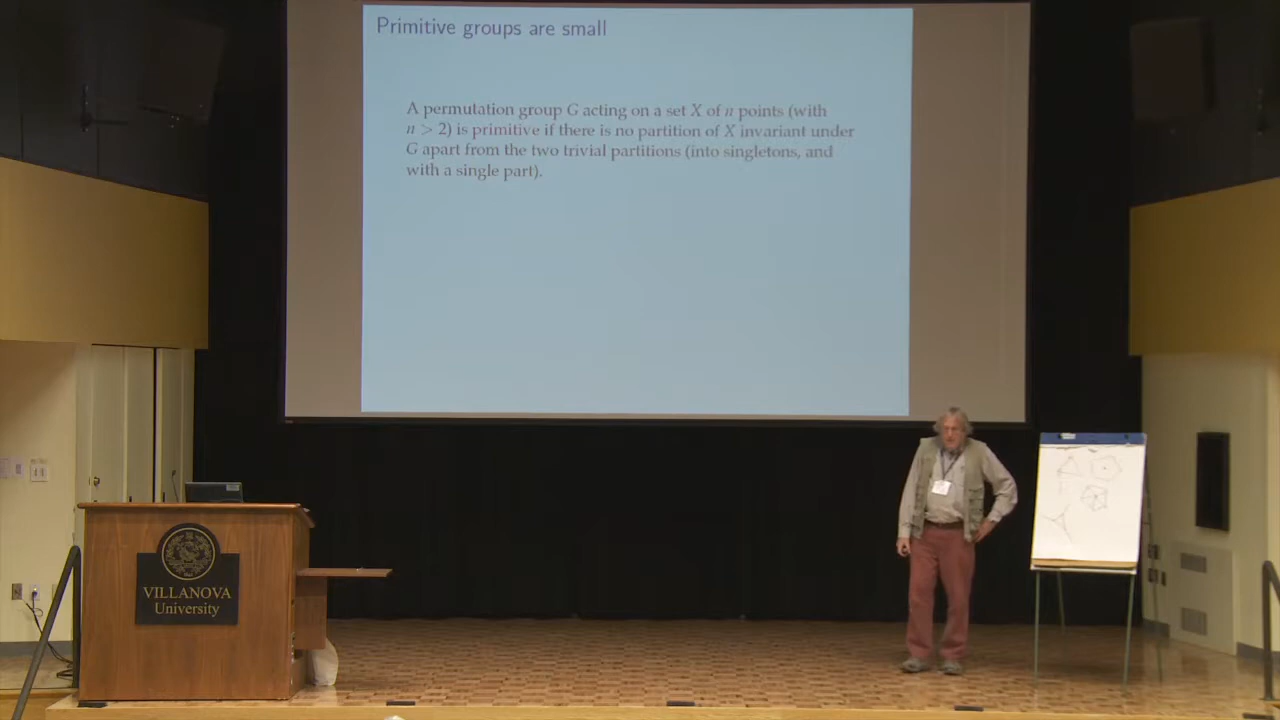 Primitive groups are small
A permutation group G acting on a set X of n points (with
n > 2) is primitive if there is no partition of X invariant under
G apart from the two trivial partitions (into singletons, and
with a single part).
VILLANOVA
University